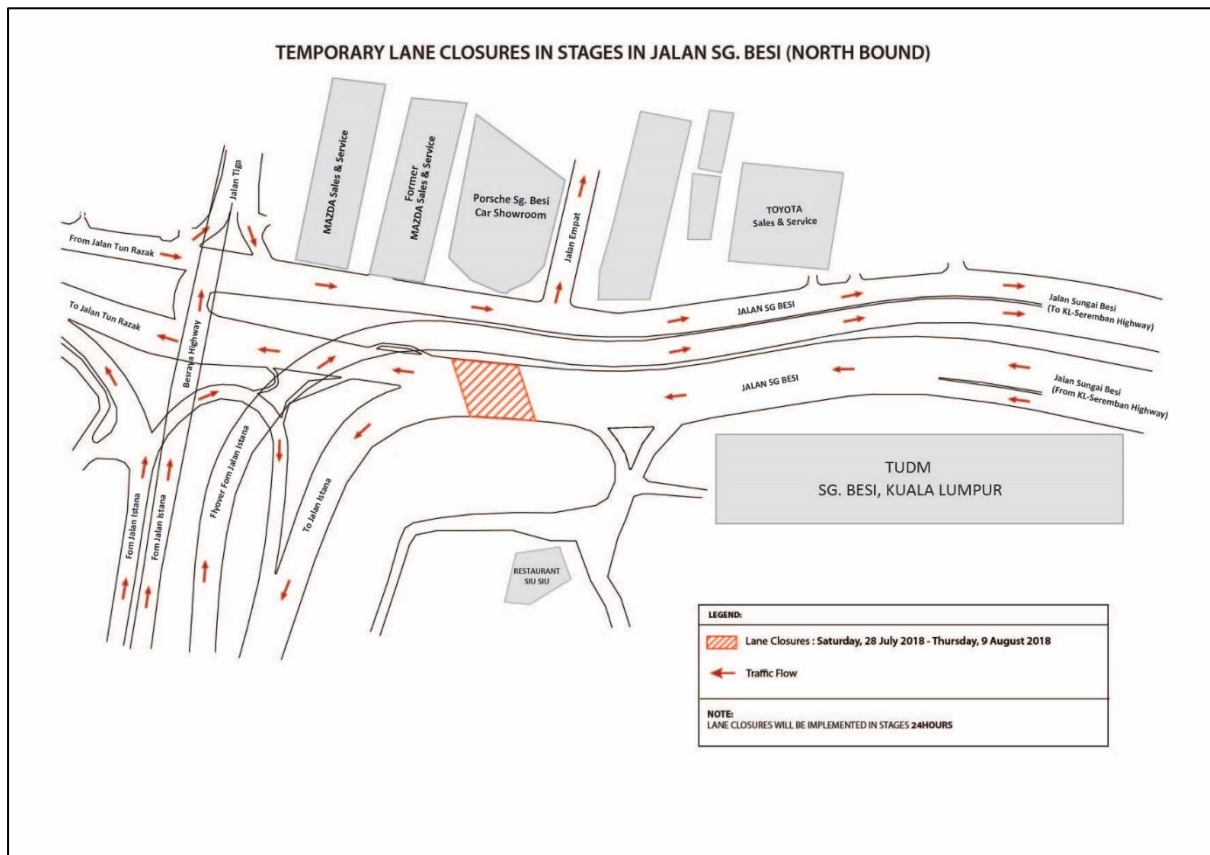 TEMPORARY LANE CLOSURES IN STAGES IN JALAN SG. BESI (NORTH BOUND)
Jalan Tiga
MAZDA Sales & Service
Former
MAZDA Sales & Service
Porsche Sg. Besi
Car Showroom
Jalan Empat
TOYOTA
Sales & Service
From Jalan Tun Razak
To Jalan Tun Razak
Besraya Highway
JALAN SG BESI
Jalan Sungai Besi
(To KL-Seremban Highway)
JALAN SG BESI
Jalan Sungai Besi
(From KL-Seremban Highway)
Fom Jalan Istana
Fom Jalan Istana
Flyover Fom Jalan Istana
To Jalan Istana
TUDM
SG. BESI, KUALA LUMPUR
RESTAURANT
SIU SIU
LEGEND:
Lane Closures : Saturday, 28 July 2018 - Thursday, 9 August 2018
Traffic Flow
NOTE:
LANE CLOSURES WILL BE IMPLEMENTED IN STAGES 24HOURS